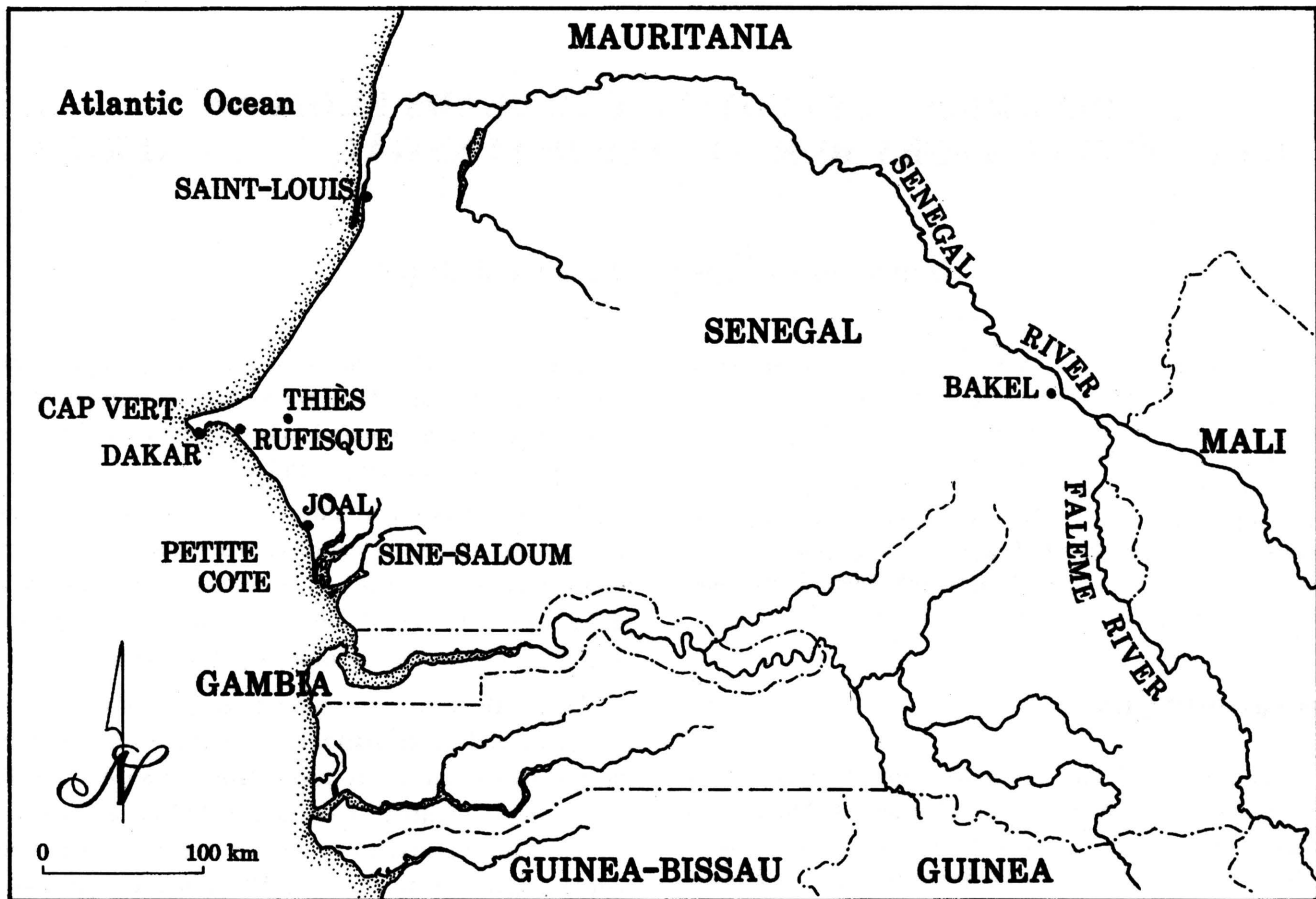 MAURITANIA
Atlantic Ocean
SAINT-LOUIS
SENEGAL
RIVER
SENEGAL
BAKEL
THIÈS
CAP VERT
RUFISQUE
DAKAR
MALI
JOAL
FALEME RIVER
PETITE
COTE
SINE-SALOUM
GAMBIA
N
0 100 km
GUINEA-BISSAU
GUINEA